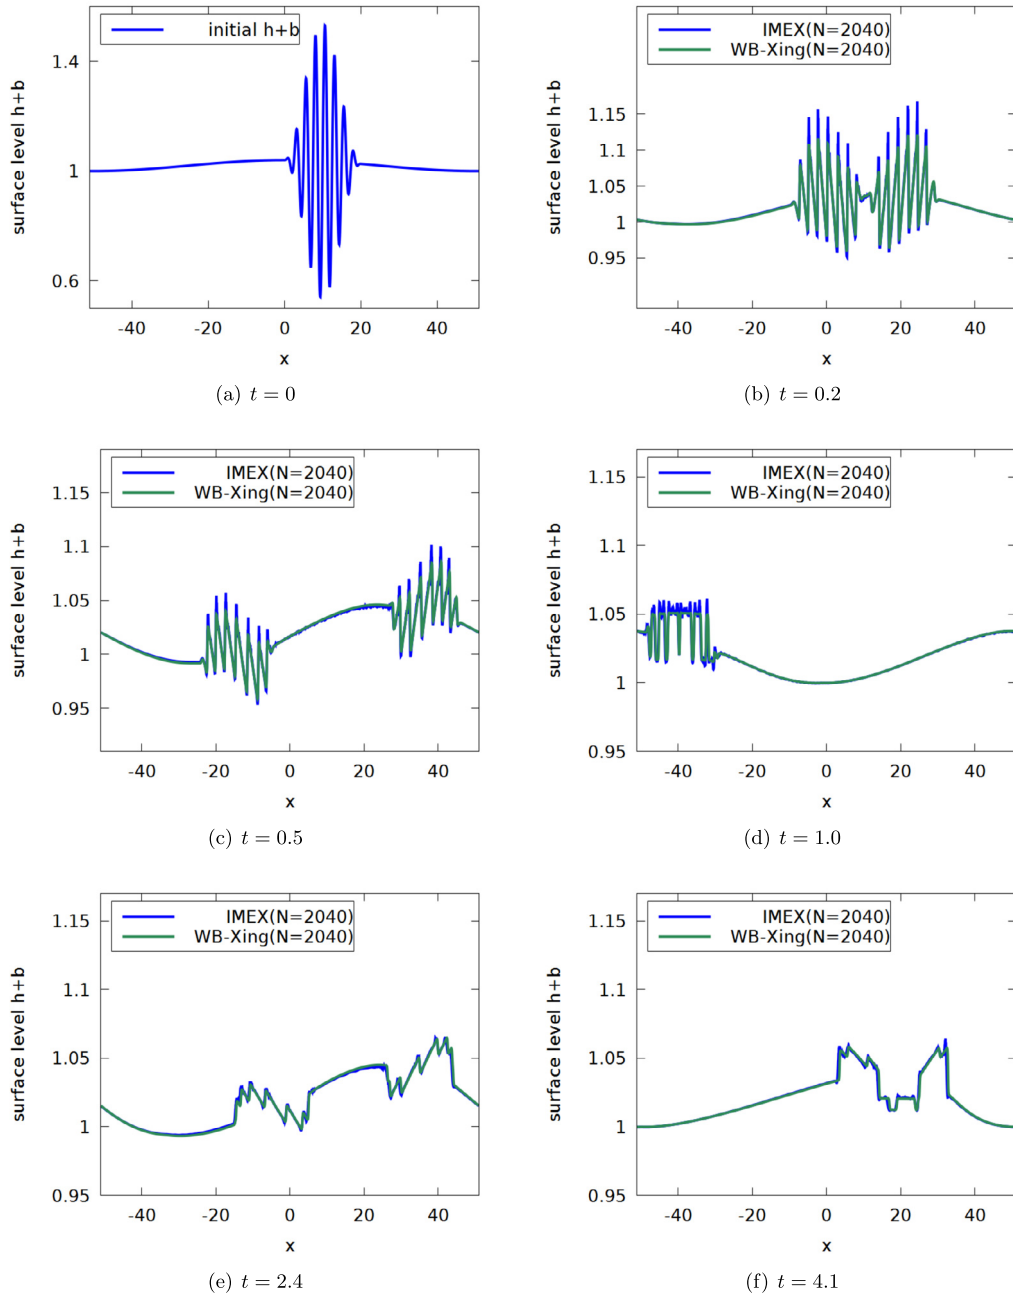 initial h+b
surface level h+b
1.4
1
0.6
-40 -20 0 20 40
x
(a) t = 0
IMEX(N=2040)
WB-Xing(N=2040)
surface level h+b
1.15
1.1
1.05
1
0.95
-40 -20 0 20 40
x
(b) t = 0.2
IMEX(N=2040)
WB-Xing(N=2040)
surface level h+b
1.15
1.1
1.05
1
0.95
-40 -20 0 20 40
x
(c) t = 0.5
IMEX(N=2040)
WB-Xing(N=2040)
surface level h+b
1.15
1.1
1.05
1
0.95
-40 -20 0 20 40
x
(d) t = 1.0
IMEX(N=2040)
WB-Xing(N=2040)
surface level h+b
1.15
1.1
1.05
1
0.95
-40 -20 0 20 40
x
(e) t = 2.4
IMEX(N=2040)
WB-Xing(N=2040)
surface level h+b
1.15
1.1
1.05
1
0.95
-40 -20 0 20 40
x
(f) t = 4.1